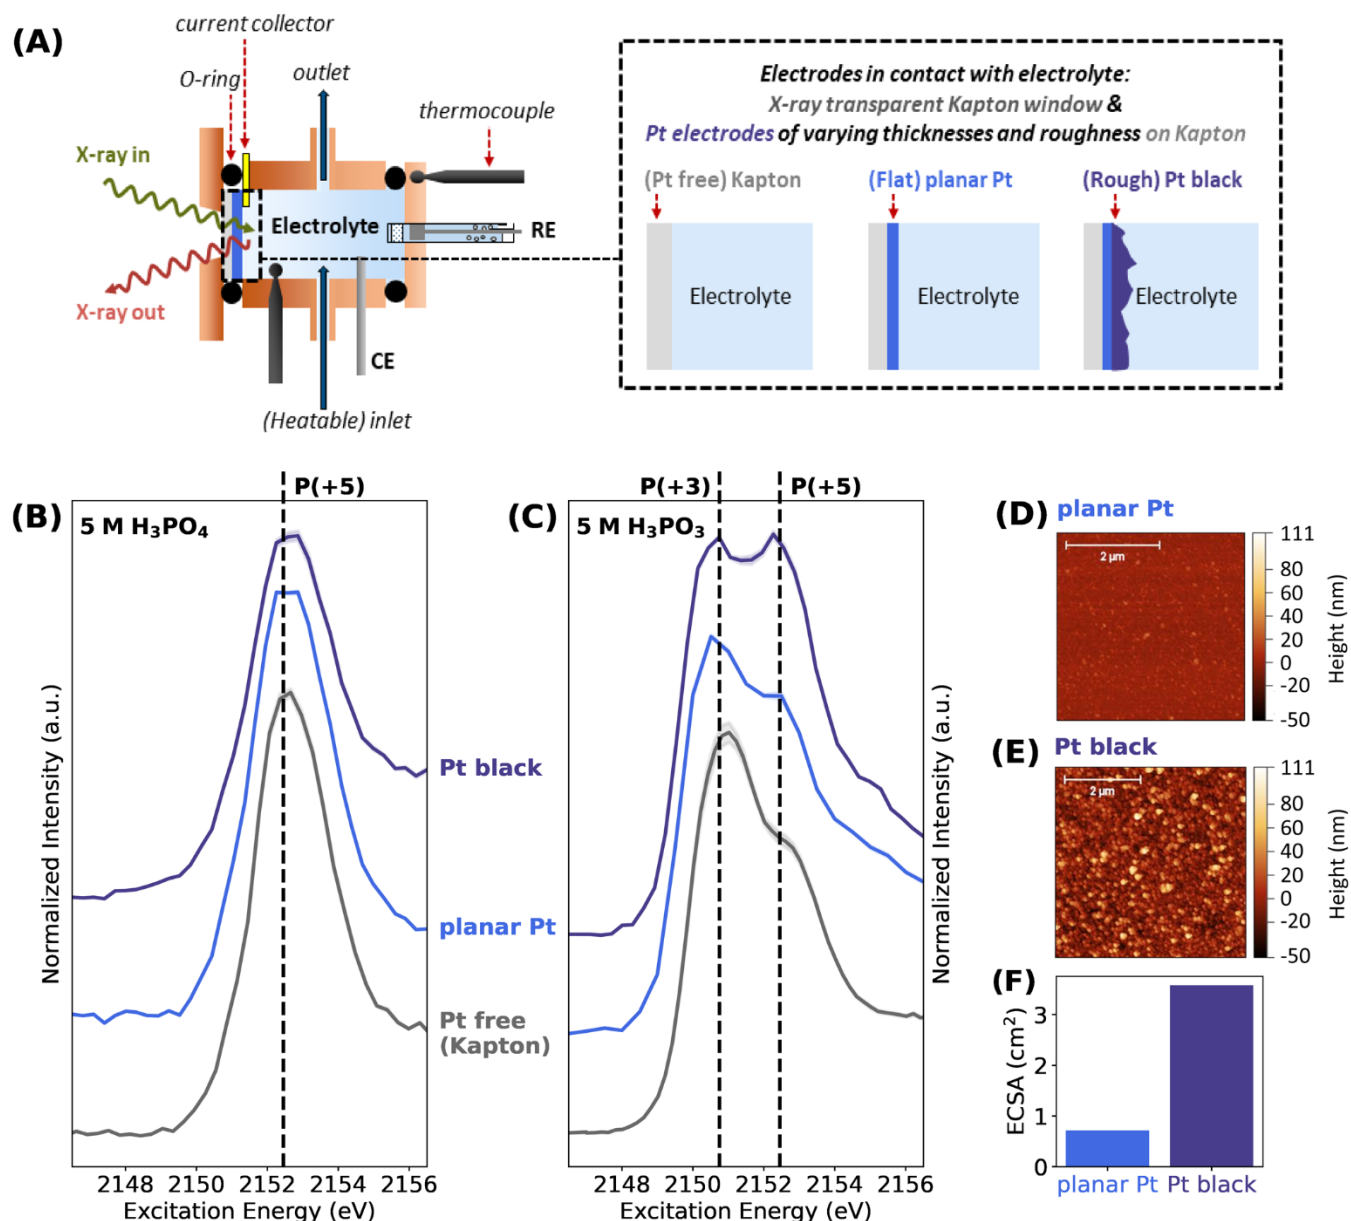 (A)
current collector
O-ring
outlet
thermocouple
X-ray in
Electrolyte
RE
X-ray out
CE
(Heatable) inlet
Electrodes in contact with electrolyte:
X-ray transparent Kapton window &
Pt electrodes of varying thicknesses and roughness on Kapton
(Pt free) Kapton
(Flat) planar Pt
(Rough) Pt black
Electrolyte
Electrolyte
Electrolyte
(B)
P(+5)
5 M H₃PO₄
Normalized Intensity (a.u.)
Pt black
planar Pt
Pt free
(Kapton)
2148 2150 2152 2154 2156
Excitation Energy (eV)
(C)
P(+3)
P(+5)
5 M H₃PO₃
Normalized Intensity (a.u.)
2148 2150 2152 2154 2156
Excitation Energy (eV)
Normalized Intensity (a.u.)
(D) planar Pt
2 µm
111
80
60
40
20
0
-20
-50
Height (nm)
(E) Pt black
2 µm
111
80
60
40
20
0
-20
-50
Height (nm)
(F)
ECSA (cm²)
3
2
1
0
planar Pt Pt black